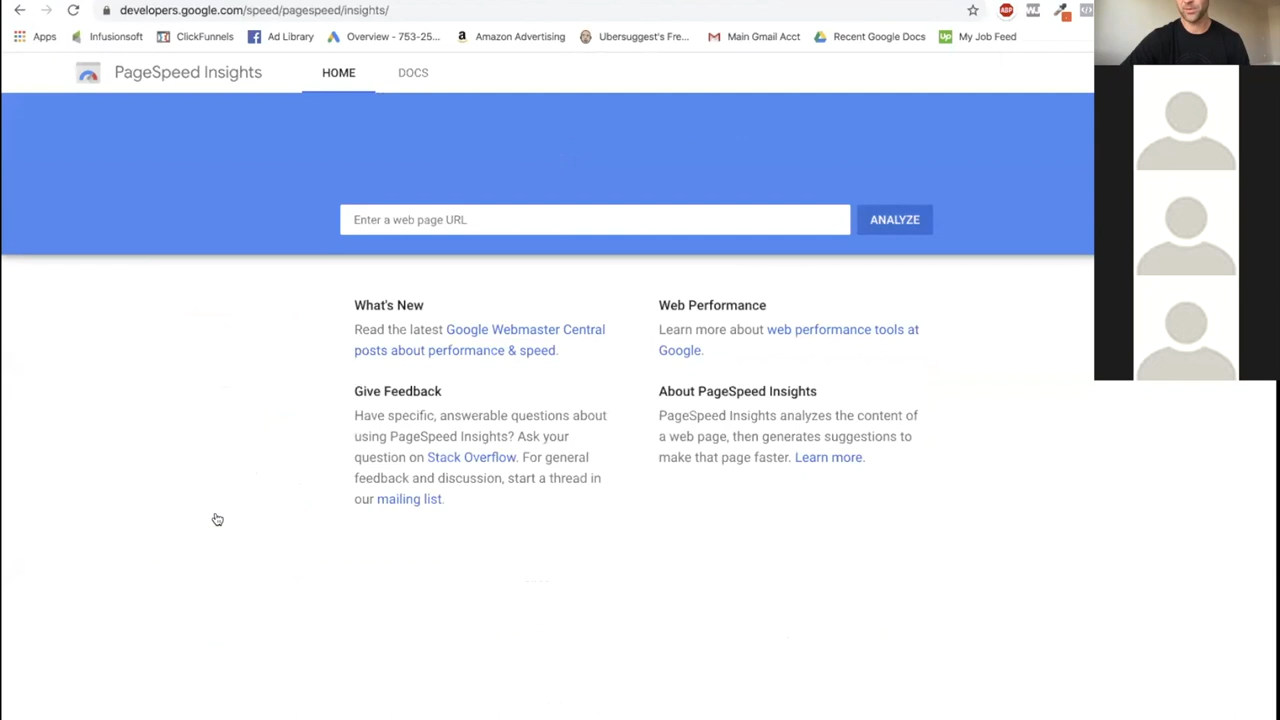 developers.google.com/speed/pagespeed/insights/
ABP
Apps Infusionsoft ClickFunnels Ad Library Overview - 753-25... Amazon Advertising Ubersuggest's Fre... Main Gmail Acct Recent Google Docs Up My Job Feed
PageSpeed Insights HOME DOCS
Enter a web page URL ANALYZE
What's New
Read the latest Google Webmaster Central
posts about performance & speed.
Web Performance
Learn more about web performance tools at
Google.
Give Feedback
Have specific, answerable questions about
using PageSpeed Insights? Ask your
question on Stack Overflow. For general
feedback and discussion, start a thread in
our mailing list.
About PageSpeed Insights
PageSpeed Insights analyzes the content of
a web page, then generates suggestions to
make that page faster. Learn more.